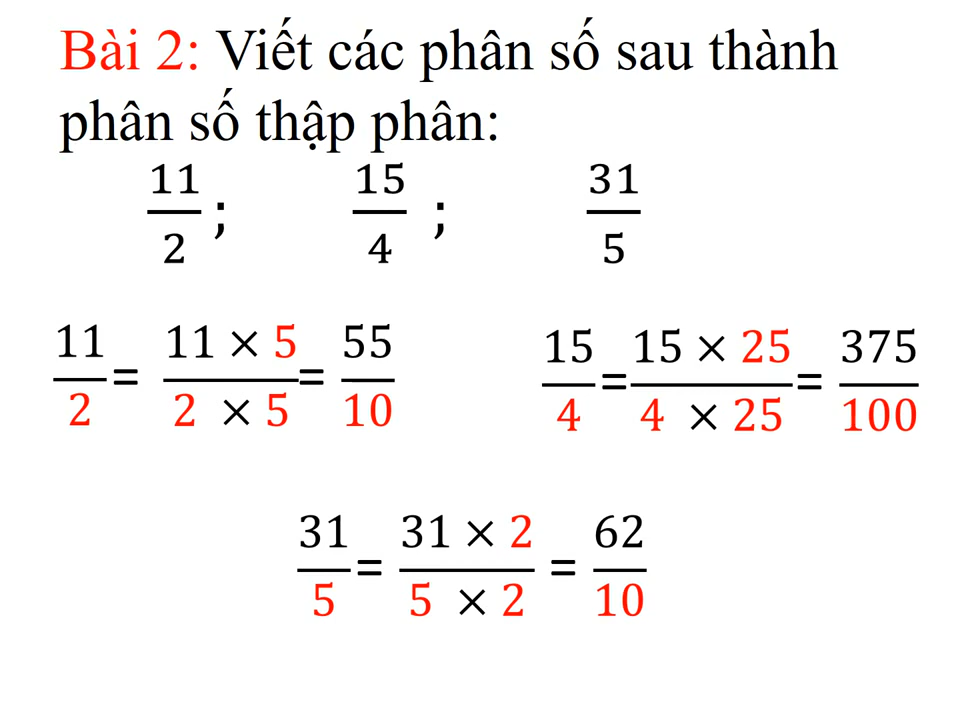 Bài 2: Viết các phân số sau thành
phân số thập phân:
11/2 ; 15/4 ; 31/5
11/2 = 11 × 5 / 2 × 5 = 55/10
15/4 = 15 × 25 / 4 × 25 = 375/100
31/5 = 31 × 2 / 5 × 2 = 62/10